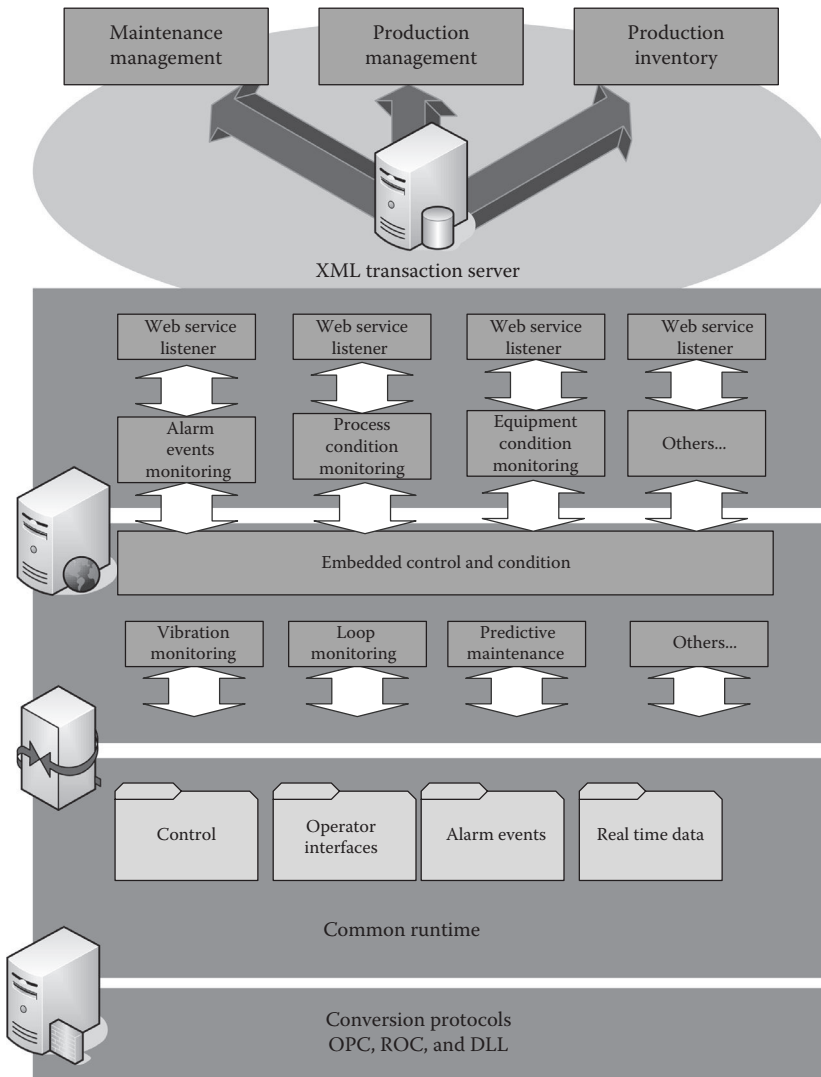 Maintenance
management
Production
management
Production
inventory
XML transaction server
Web service
listener
Web service
listener
Web service
listener
Web service
listener
Alarm
events
monitoring
Process
condition
monitoring
Equipment
condition
monitoring
Others...
Embedded control and condition
Vibration
monitoring
Loop
monitoring
Predictive
maintenance
Others...
Control
Operator
interfaces
Alarm events
Real time data
Common runtime
Conversion protocols
OPC, ROC, and DLL